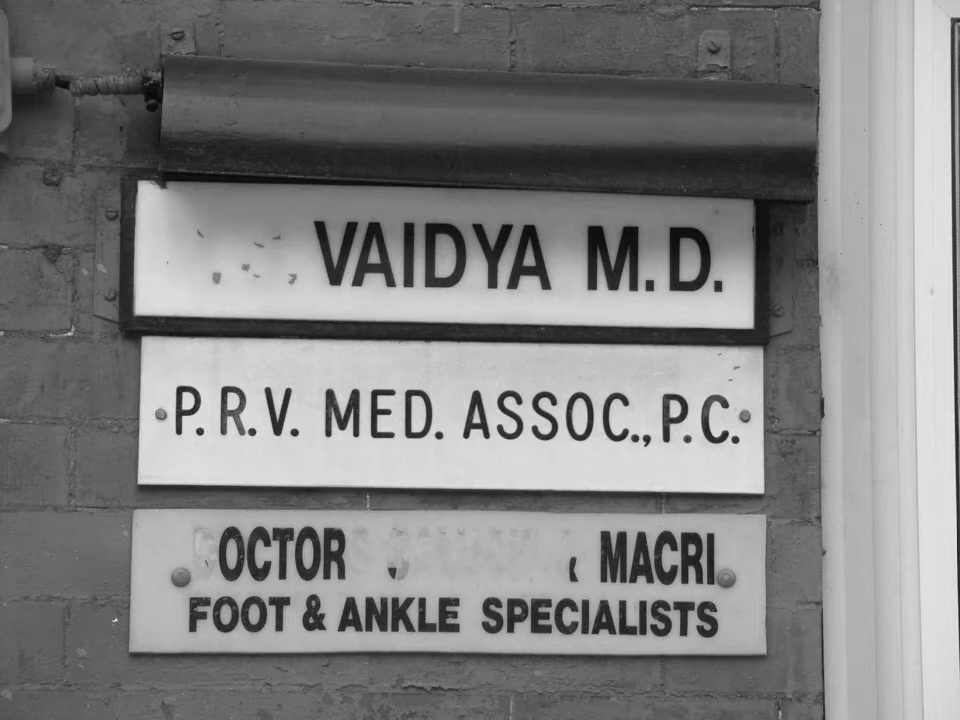 VAIDYA M.D.
P.R.V. MED. ASSOC., P.C.
OCTOR MACRI
FOOT & ANKLE SPECIALISTS